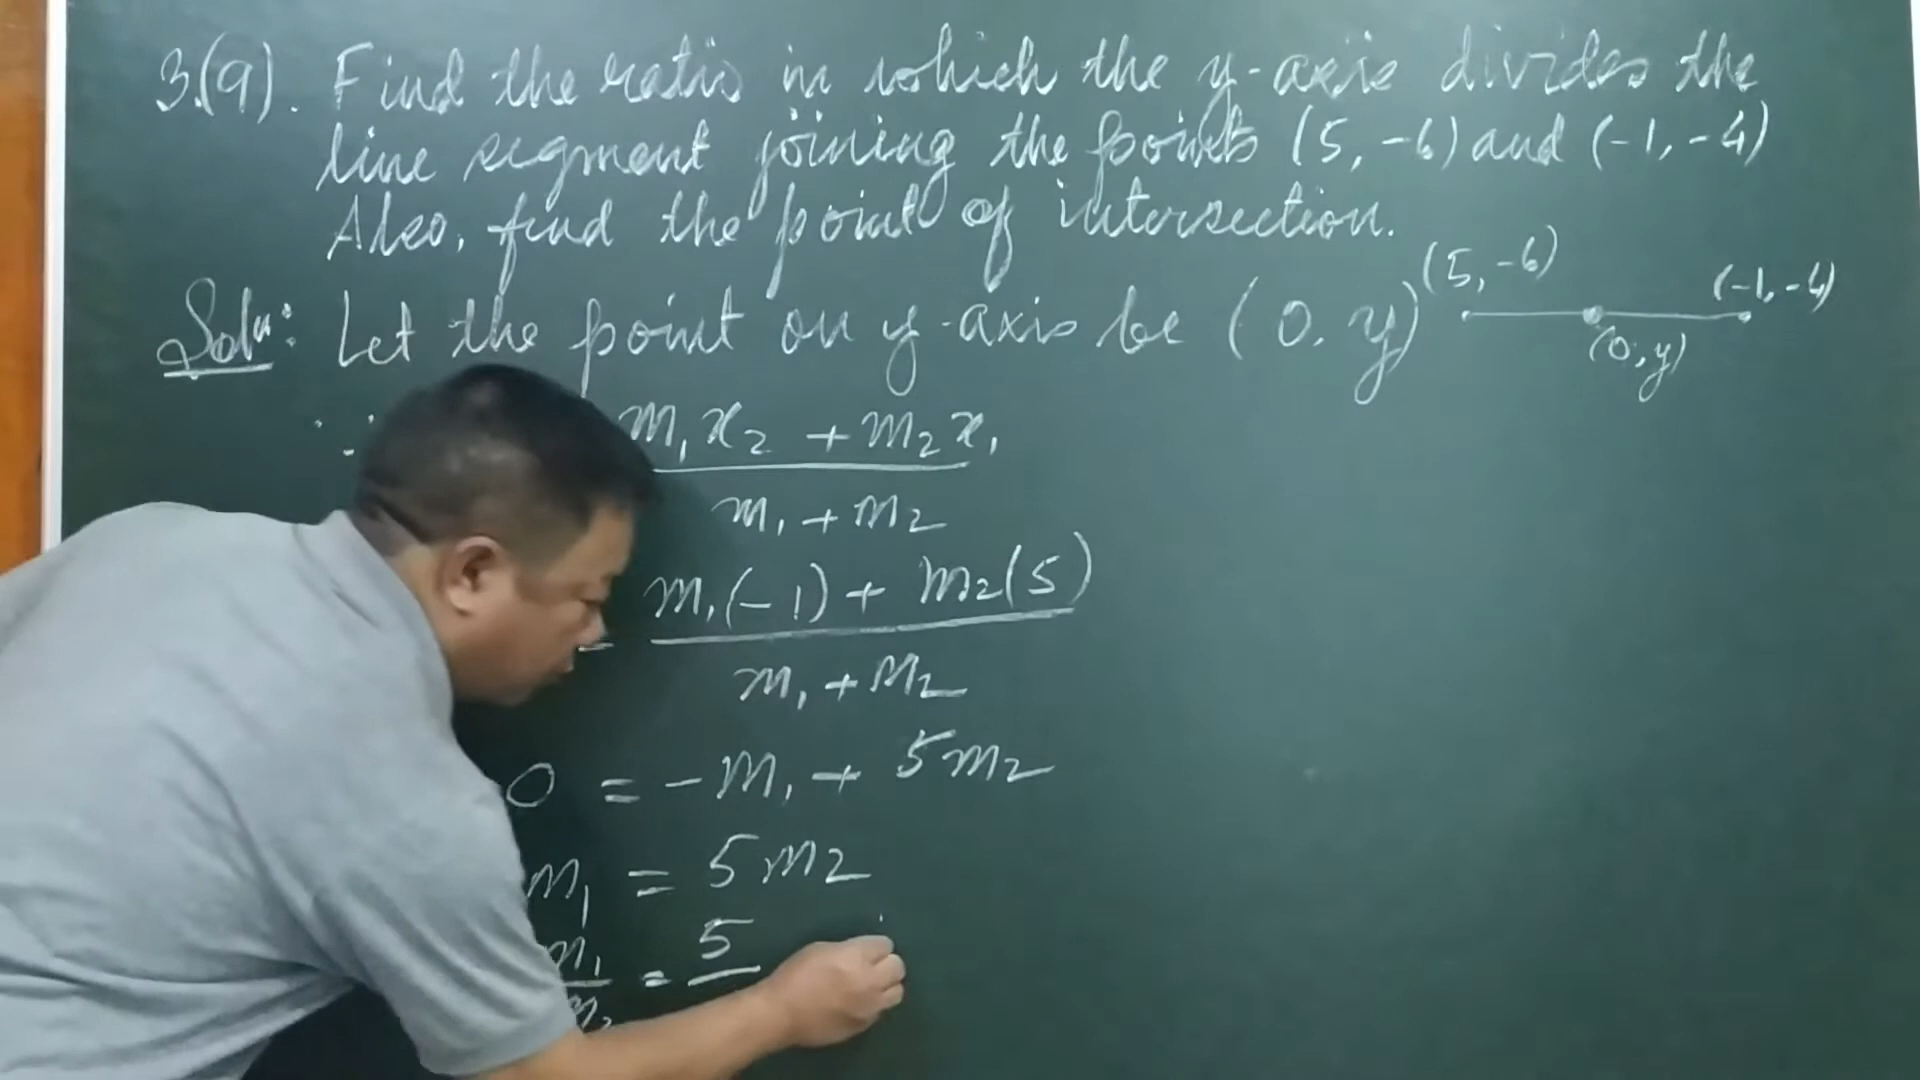 3.(9). Find the ratio in which the y-axis divides the
line segment joining the points (5, -6) and (-1, -4)
Also, find the point of intersection.
(5, -6)
(-1, -4)
Soln: Let the point on y-axis be (0, y)
(0, y)
m₁x₂ + m₂x₁
m₁ + m₂
= m₁(-1) + m₂(5)
m₁ + m₂
0 = -m₁ + 5m₂
m₁ = 5m₂
m₁ = 5
m₂